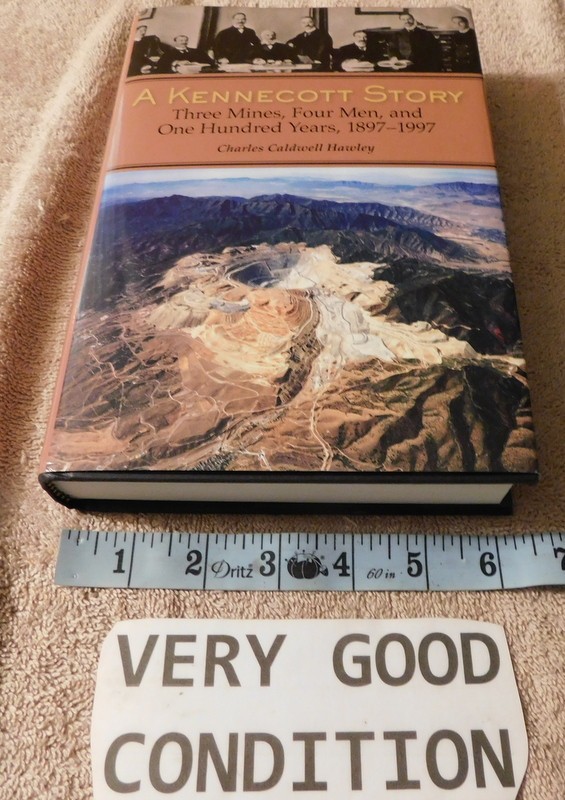 A KENNECOTT STORY
Three Mines, Four Men, and
One Hundred Years, 1897–1997
Charles Caldwell Hawley
1 2 Dritz 3 4 60 in 5 6 7
VERY GOOD
CONDITION